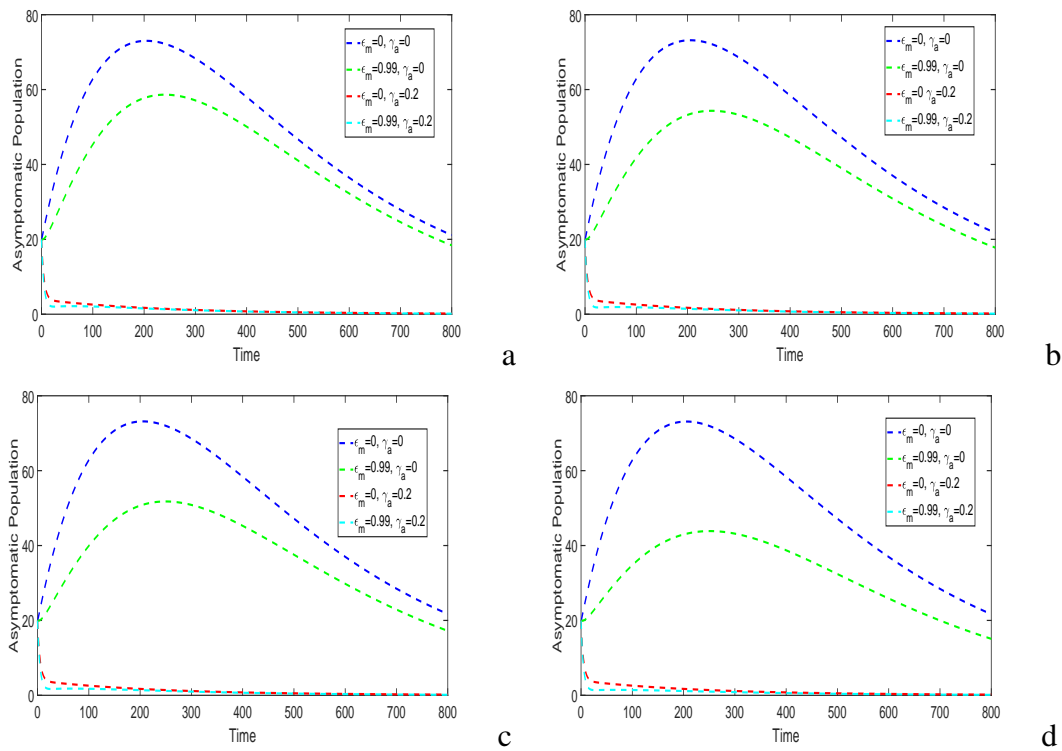 Asymptomatic Population
80
60
40
20
0
0 100 200 300 400 500 600 700 800
Time
ϵm=0, γa=0
ϵm=0.99, γa=0
ϵm=0, γa=0.2
ϵm=0.99, γa=0.2
a
Asymptomatic Population
80
60
40
20
0
0 100 200 300 400 500 600 700 800
Time
ϵm=0, γa=0
ϵm=0.99, γa=0
ϵm=0 γa=0.2
ϵm=0.99, γa=0.2
b
Asymptomatic Population
80
60
40
20
0
0 100 200 300 400 500 600 700 800
Time
ϵm=0, γa=0
ϵm=0.99, γa=0
ϵm=0, γa=0.2
ϵm=0.99, γa=0.2
c
Asymptomatic Population
80
60
40
20
0
0 100 200 300 400 500 600 700 800
Time
ϵm=0, γa=0
ϵm=0.99, γa=0
ϵm=0, γa=0.2
ϵm=0.99, γa=0.2
d